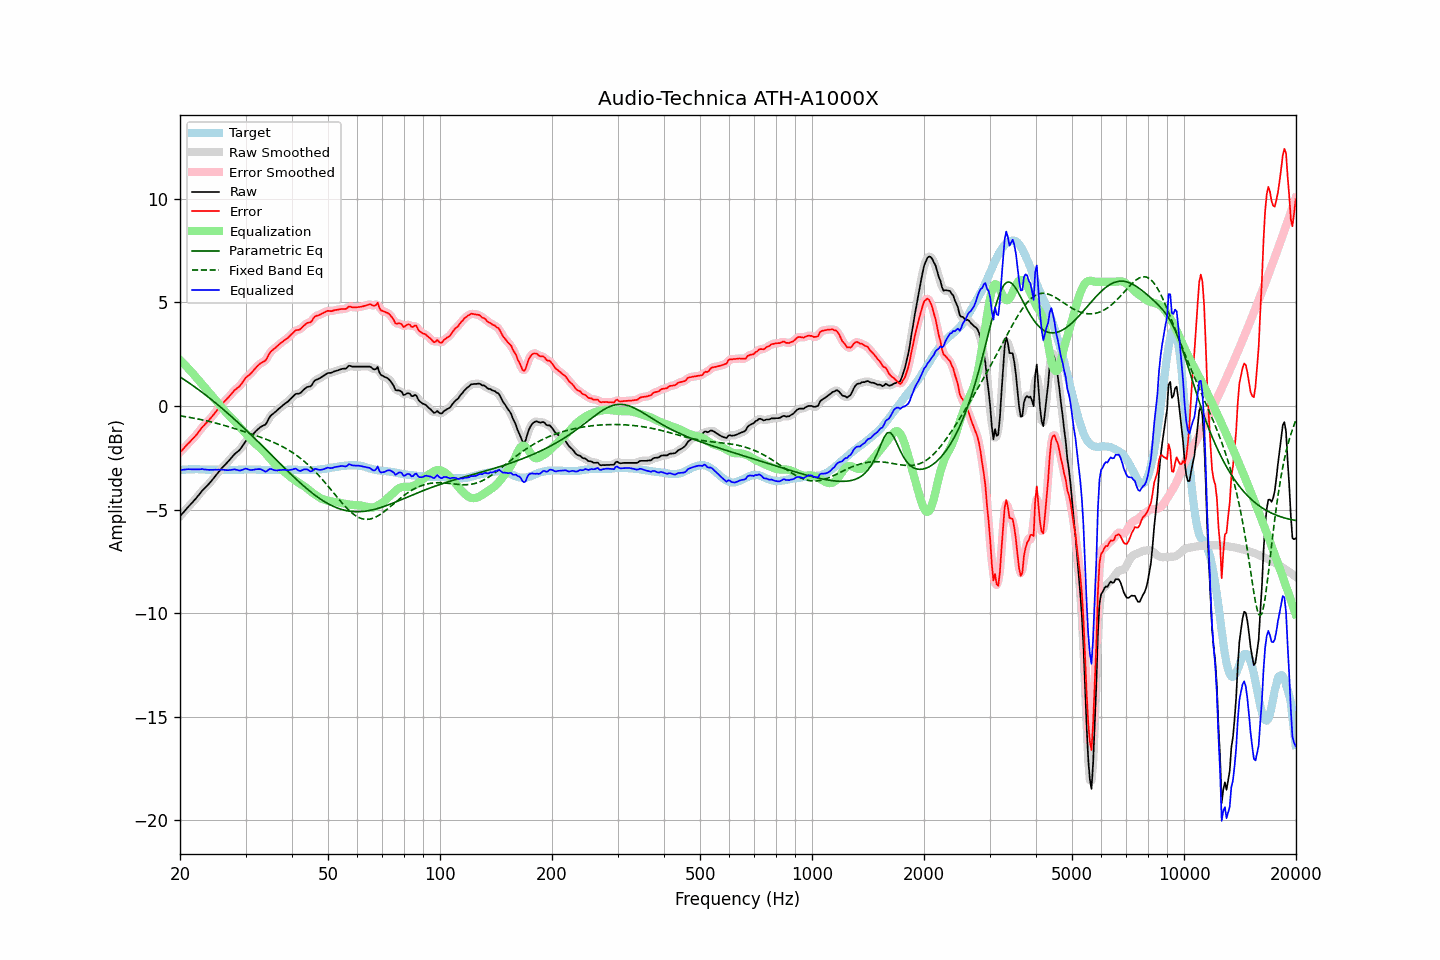 Audio-Technica ATH-A1000X
Target
Raw Smoothed
Error Smoothed
Raw
Error
Equalization
Parametric Eq
Fixed Band Eq
Equalized
Amplitude (dBr)
10
5
0
−5
−10
−15
−20
20 50 100 200 500 1000 2000 5000 10000 20000
Frequency (Hz)